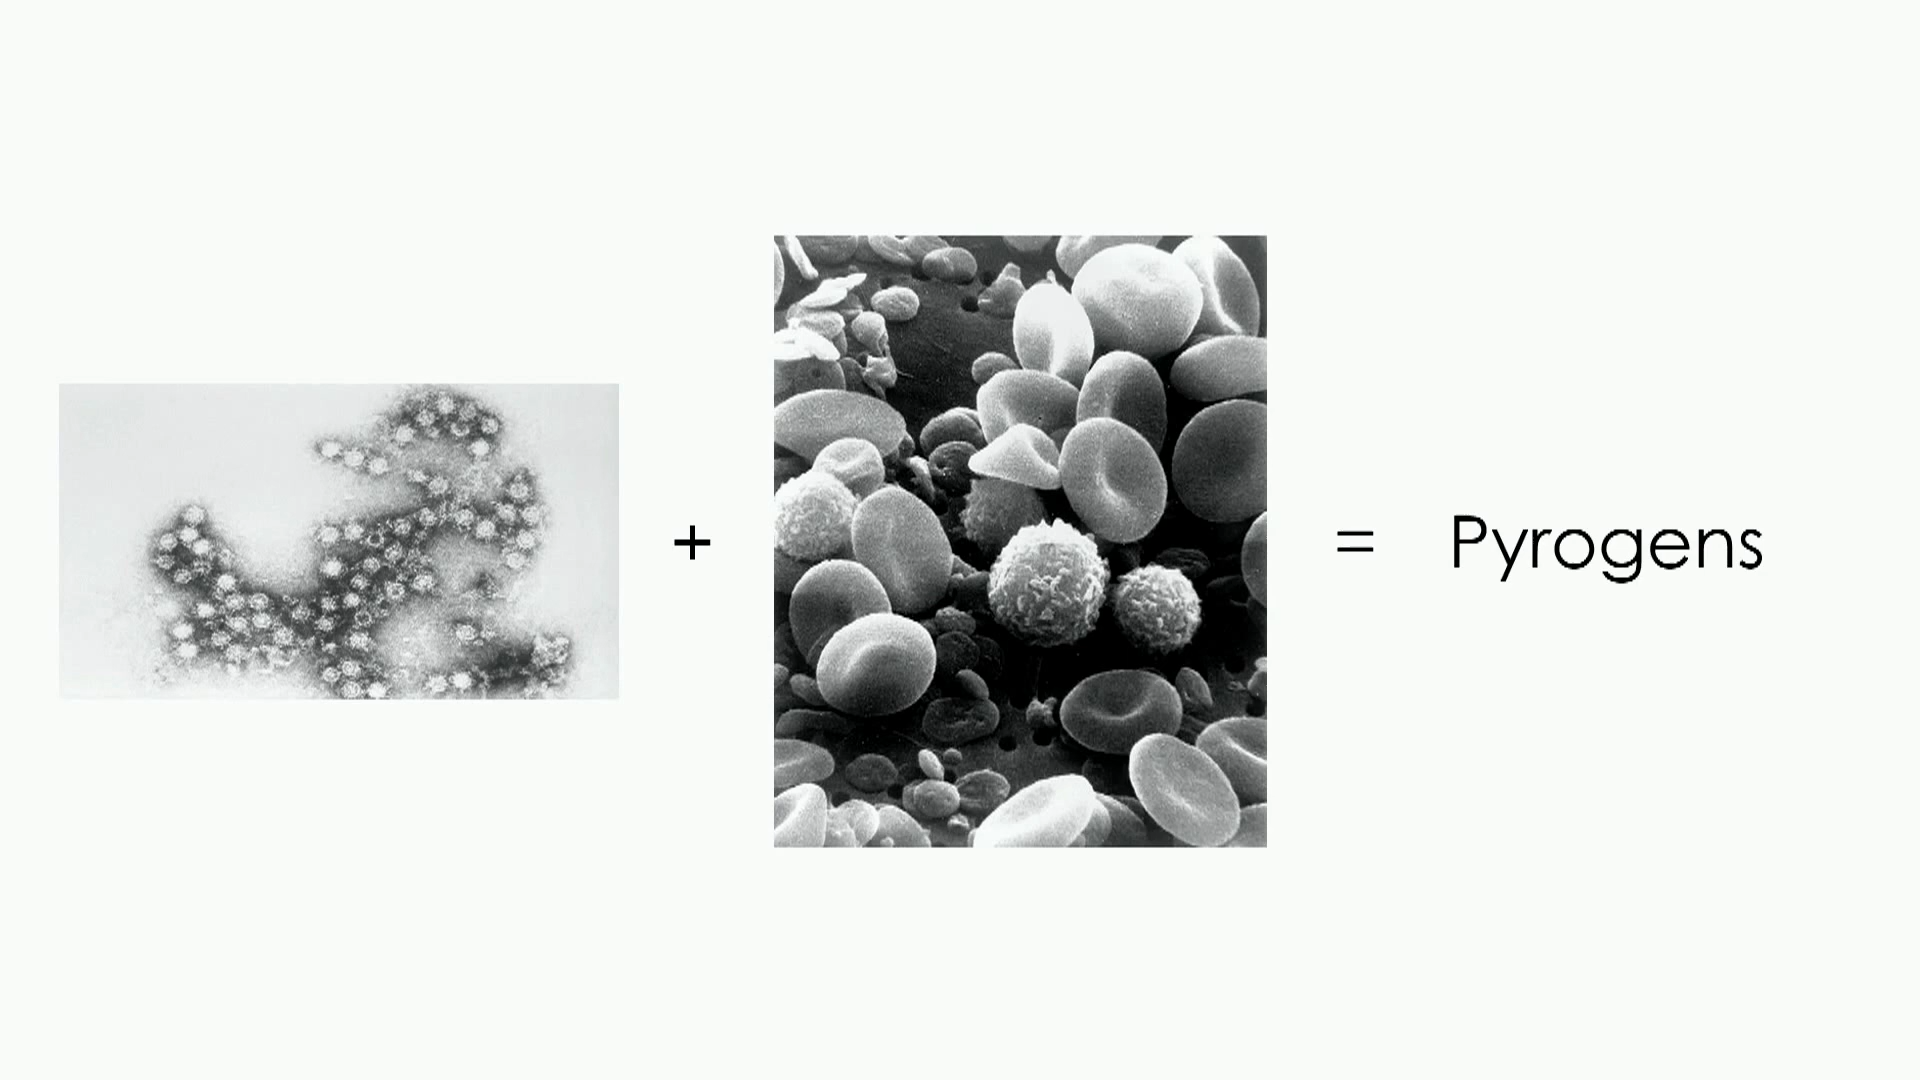 + = Pyrogens